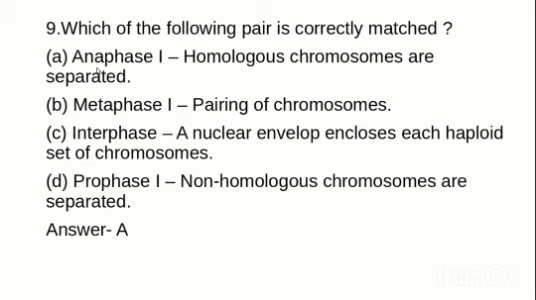 9.Which of the following pair is correctly matched ?
(a) Anaphase I – Homologous chromosomes are
separated.
(b) Metaphase I – Pairing of chromosomes.
(c) Interphase – A nuclear envelop encloses each haploid
set of chromosomes.
(d) Prophase I – Non-homologous chromosomes are
separated.
Answer- A